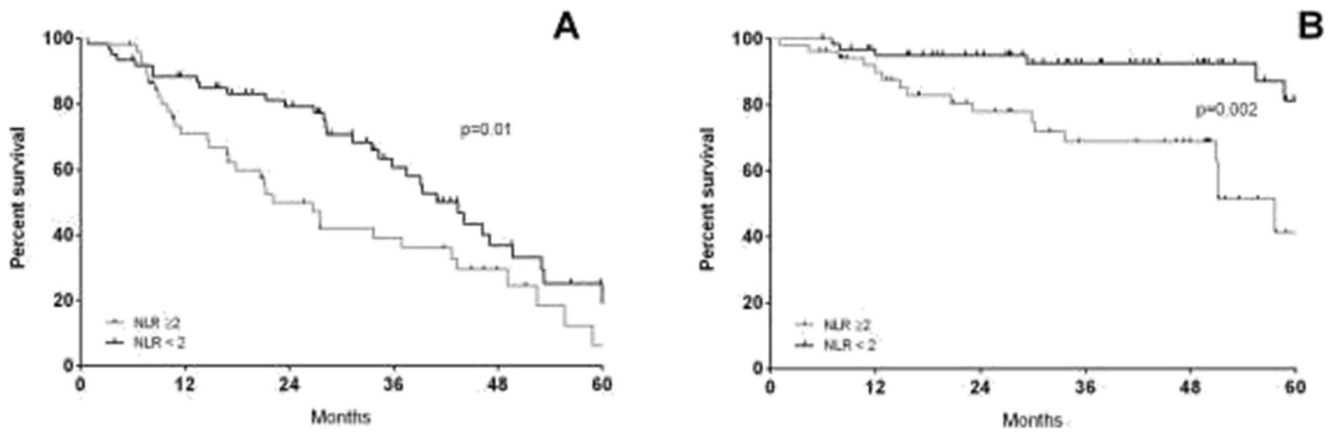 A
100
80
60
40
20
0
Percent survival
p=0.01
NLR ≥2
NLR < 2
0 12 24 36 48 60
Months
B
100
80
60
40
20
0
Percent survival
p=0.002
NLR ≥2
NLR < 2
0 12 24 36 48 60
Months